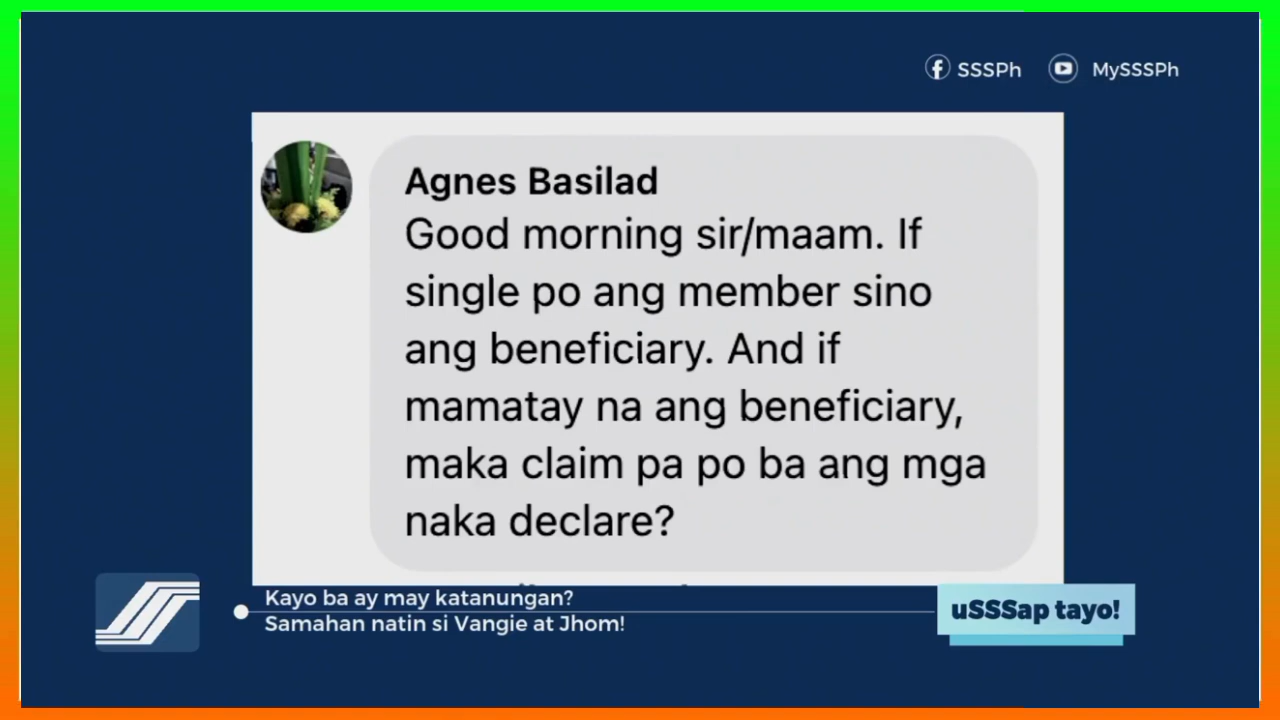 SSSPh MySSSPh
Agnes Basilad
Good morning sir/maam. If
single po ang member sino
ang beneficiary. And if
mamatay na ang beneficiary,
maka claim pa po ba ang mga
naka declare?
Kayo ba ay may katanungan?
Samahan natin si Vangie at Jhom!
uSSSap tayo!